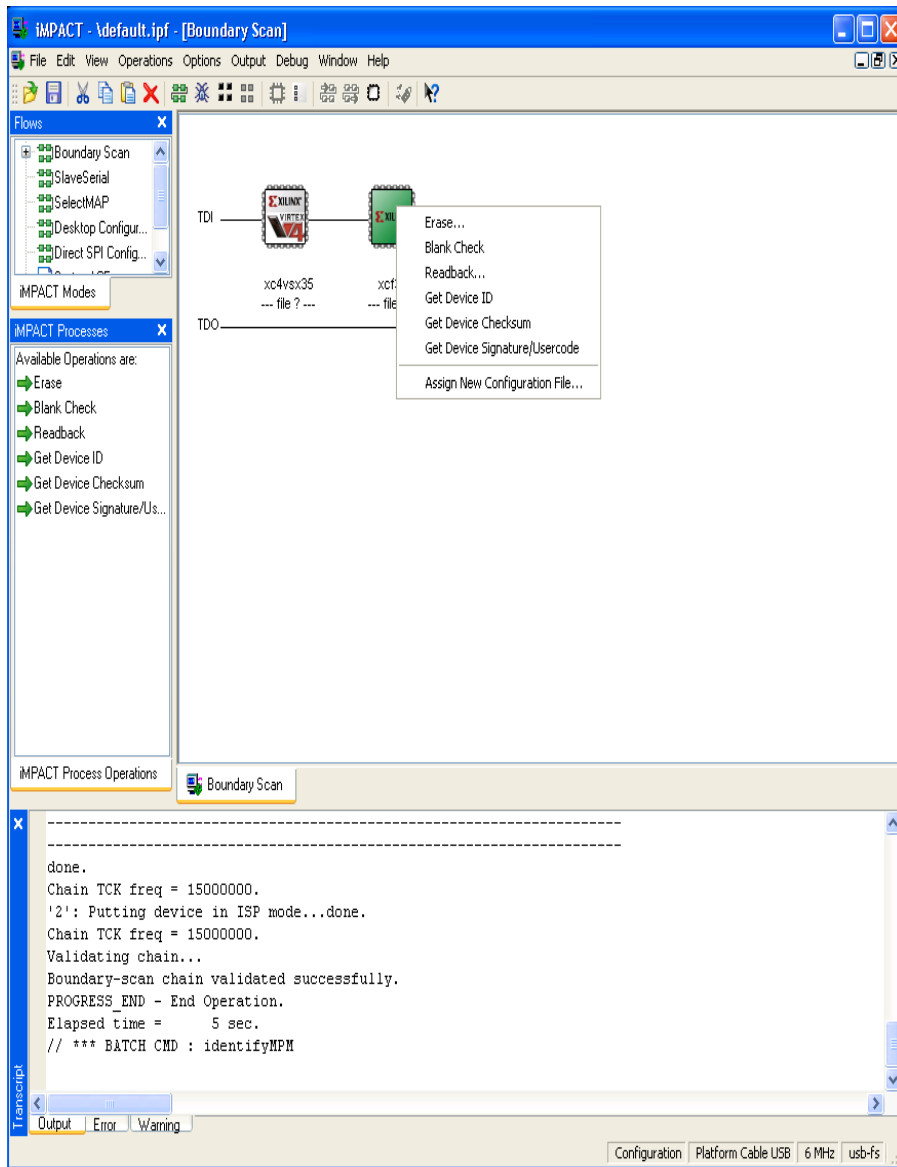 iMPACT - \default.ipf - [Boundary Scan]
File Edit View Operations Options Output Debug Window Help
Flows
Boundary Scan
SlaveSerial
SelectMAP
Desktop Configur...
Direct SPI Config...
iMPACT Modes
iMPACT Processes
Available Operations are:
Erase
Blank Check
Readback
Get Device ID
Get Device Checksum
Get Device Signature/Us...
iMPACT Process Operations
TDI
XILINX
VIRTEX
4
XIL
xc4vsx35
--- file ? ---
xcf
--- file
TDO
Erase...
Blank Check
Readback...
Get Device ID
Get Device Checksum
Get Device Signature/Usercode
Assign New Configuration File...
Boundary Scan
done.
Chain TCK freq = 15000000.
'2': Putting device in ISP mode...done.
Chain TCK freq = 15000000.
Validating chain...
Boundary-scan chain validated successfully.
PROGRESS_END - End Operation.
Elapsed time =      5 sec.
// *** BATCH CMD : identifyMPM
Transcript
Output Error Warning
Configuration Platform Cable USB 6 MHz usb-fs